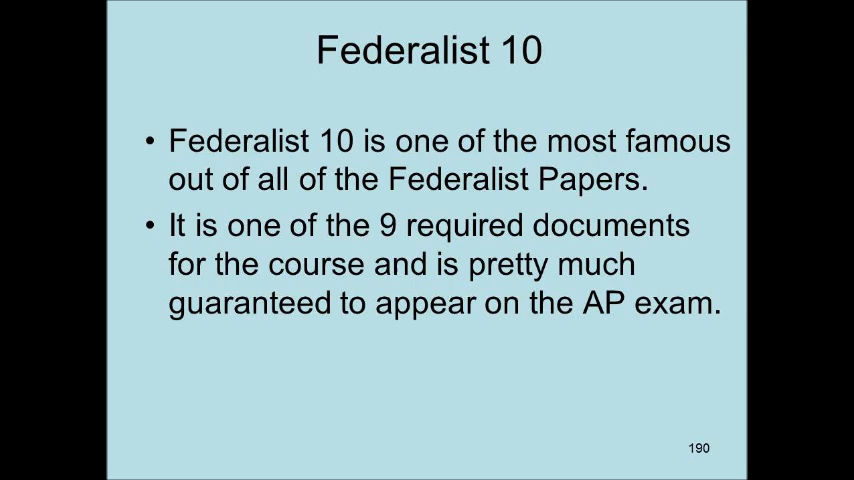 Federalist 10
• Federalist 10 is one of the most famous
out of all of the Federalist Papers.
• It is one of the 9 required documents
for the course and is pretty much
guaranteed to appear on the AP exam.
190